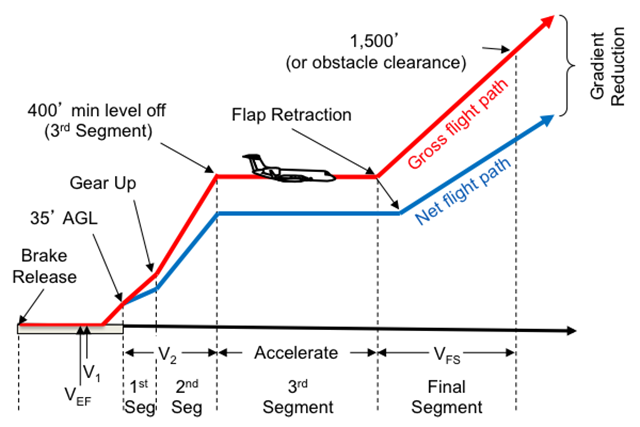 1,500’
(or obstacle clearance)
Gradient
Reduction
400’ min level off
(3rd Segment)
Flap Retraction
Gross flight path
Net flight path
Gear Up
35’ AGL
Brake
Release
V2
Accelerate
VFS
V1
VEF
1st
Seg
2nd
Seg
3rd
Segment
Final
Segment